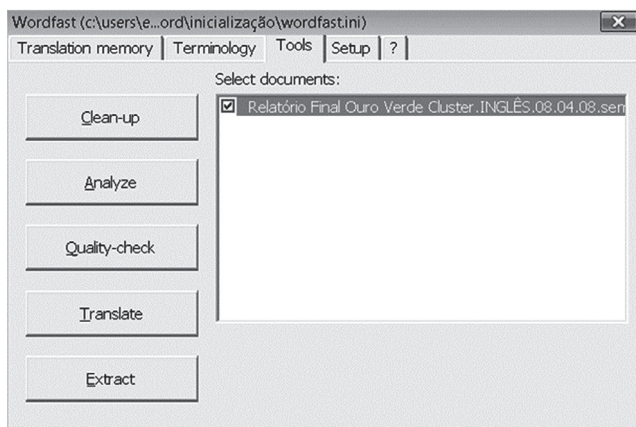 Wordfast (c:\users\e...ord\inicialização\wordfast.ini)
Translation memory Terminology Tools Setup ?
Select documents:
Relatório Final Ouro Verde Cluster.INGLÊS.08.04.08.sem
Clean-up
Analyze
Quality-check
Translate
Extract